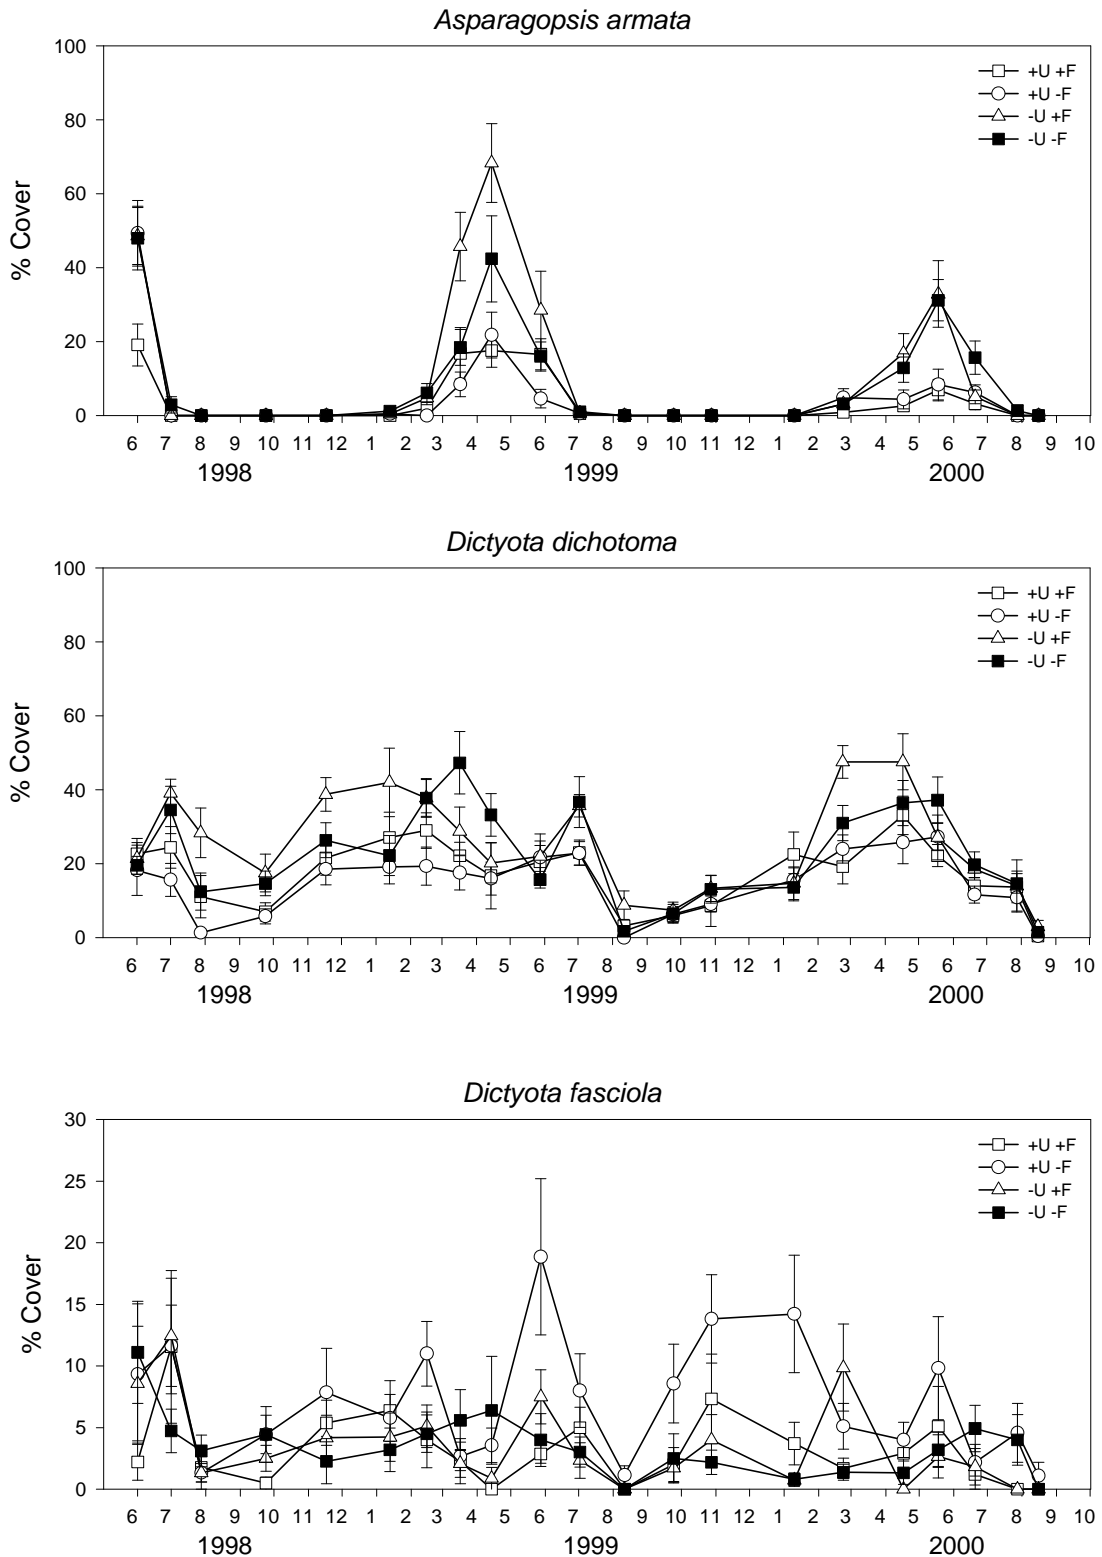 Asparagopsis armata
100
80
60
40
20
0
% Cover
+U +F
+U -F
-U +F
-U -F
6 7 8 9 10 11 12 1 2 3 4 5 6 7 8 9 10 11 12 1 2 3 4 5 6 7 8 9 10
1998 1999 2000
Dictyota dichotoma
100
80
60
40
20
0
% Cover
+U +F
+U -F
-U +F
-U -F
6 7 8 9 10 11 12 1 2 3 4 5 6 7 8 9 10 11 12 1 2 3 4 5 6 7 8 9 10
1998 1999 2000
Dictyota fasciola
30
25
20
15
10
5
0
% Cover
+U +F
+U -F
-U +F
-U -F
6 7 8 9 10 11 12 1 2 3 4 5 6 7 8 9 10 11 12 1 2 3 4 5 6 7 8 9 10
1998 1999 2000